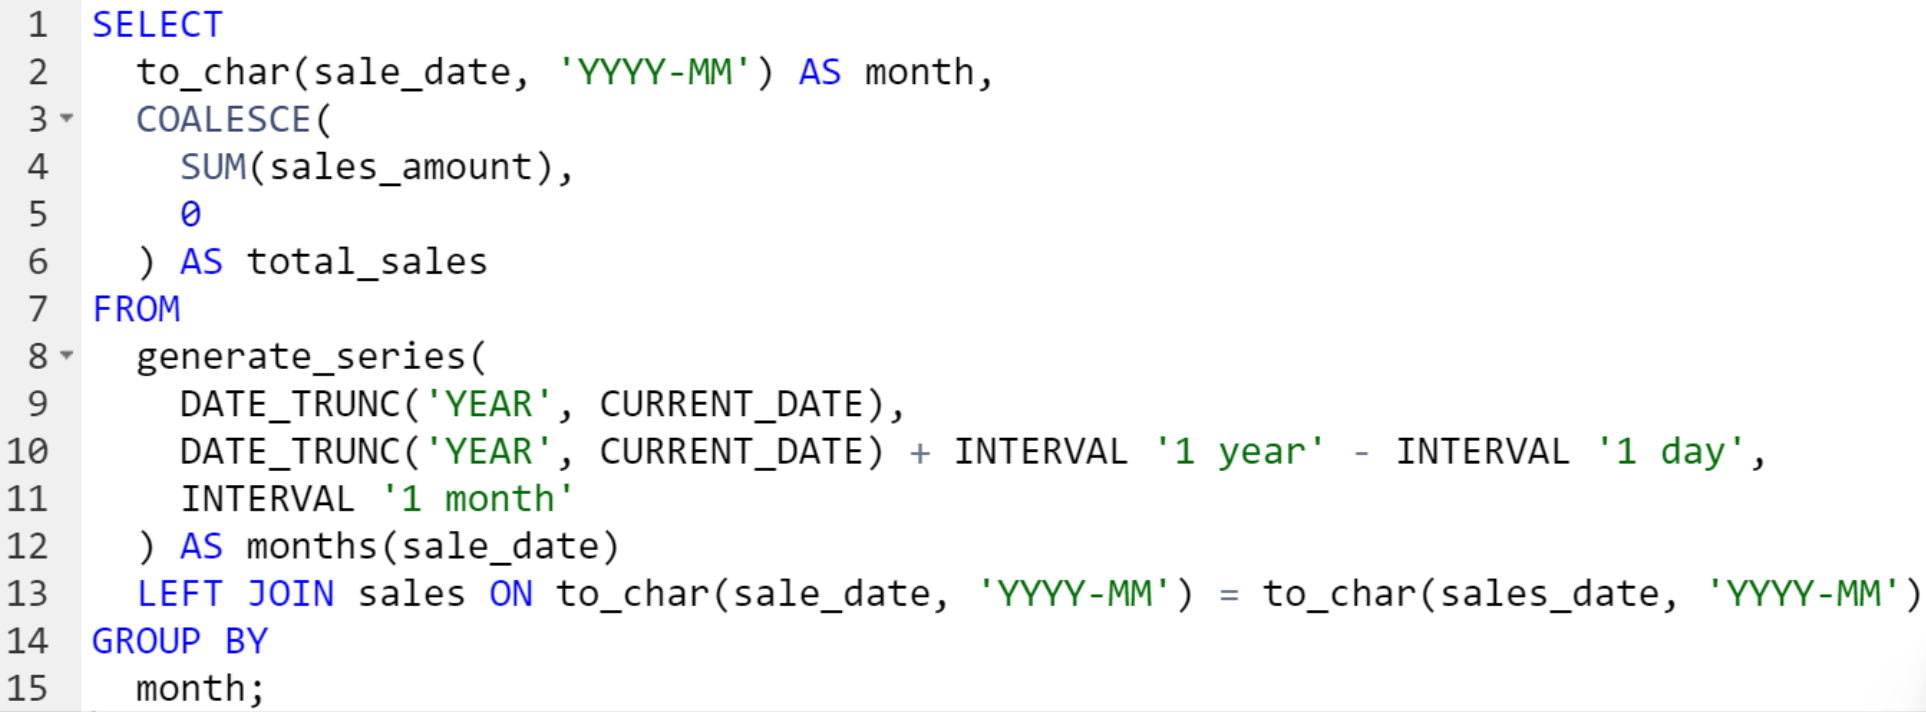 1 SELECT
2 to_char(sale_date, 'YYYY-MM') AS month,
3 COALESCE(
4 SUM(sales_amount),
5 0
6 ) AS total_sales
7 FROM
8 generate_series(
9 DATE_TRUNC('YEAR', CURRENT_DATE),
10 DATE_TRUNC('YEAR', CURRENT_DATE) + INTERVAL '1 year' - INTERVAL '1 day',
11 INTERVAL '1 month'
12 ) AS months(sale_date)
13 LEFT JOIN sales ON to_char(sale_date, 'YYYY-MM') = to_char(sales_date, 'YYYY-MM')
14 GROUP BY
15 month;